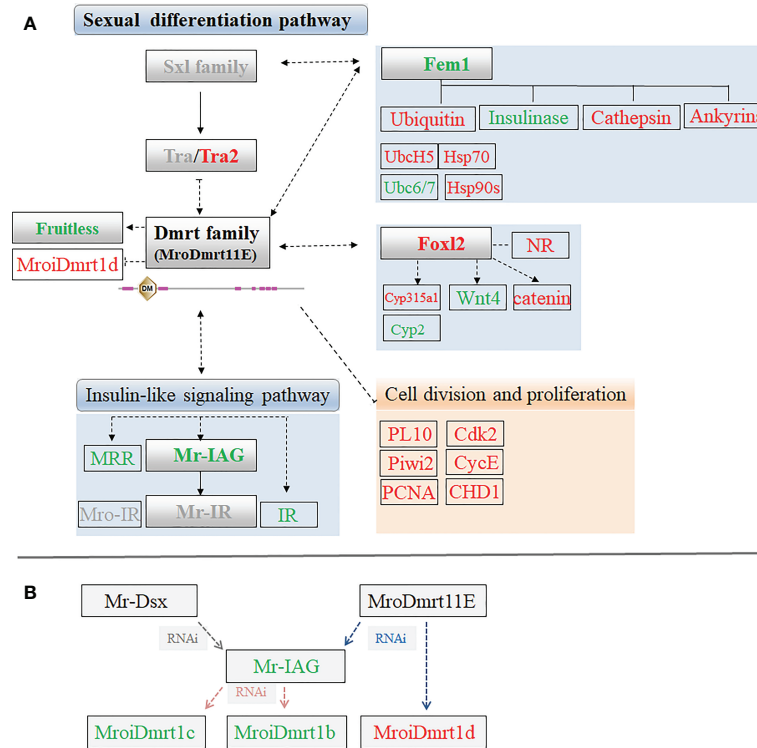 A
Sexual differentiation pathway
Sxl family
Fem1
Ubiquitin
Insulinase
Cathepsin
Ankyrins
Tra/Tra2
UbcH5
Hsp70
Ubc6/7
Hsp90s
Fruitless
Dmrt family
(MroDmrt11E)
MroiDmrt1d
DM
Foxl2
NR
Cyp315a1
Wnt4
catenin
Cyp2
Insulin-like signaling pathway
Cell division and proliferation
MRR
Mr-IAG
Mro-IR
Mr-IR
IR
PL10
Cdk2
Piwi2
CycE
PCNA
CHD1
B
Mr-Dsx
MroDmrt11E
RNAi
RNAi
Mr-IAG
RNAi
MroiDmrt1c
MroiDmrt1b
MroiDmrt1d